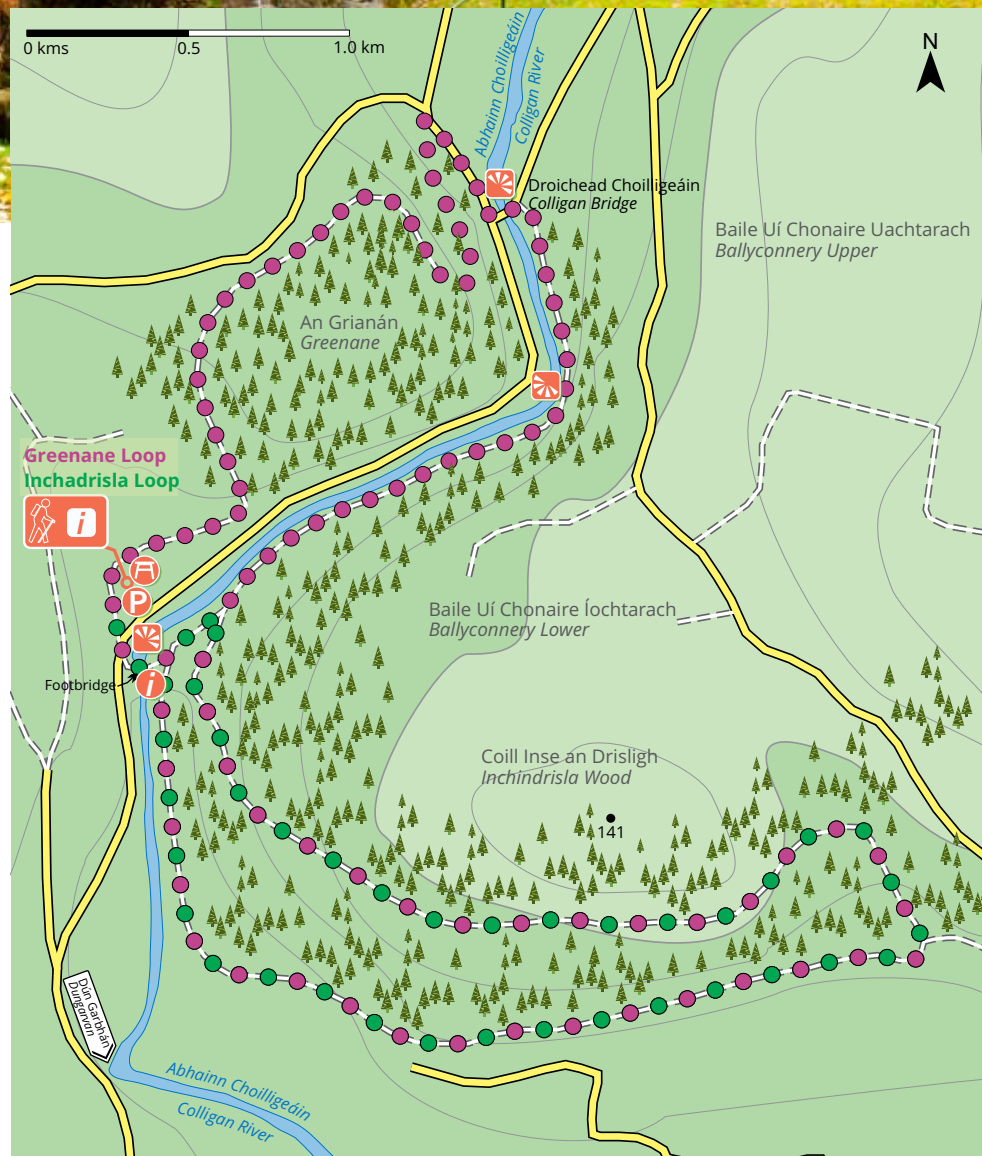 0 kms 0.5 1.0 km
N
Abhainn Choilligeáin
Colligan River
Droichead Choilligeáin
Colligan Bridge
Baile Uí Chonaire Uachtarach
Ballyconnery Upper
An Grianán
Greenane
Greenane Loop
Inchadrisla Loop
i
P
Baile Uí Chonaire Íochtarach
Ballyconnery Lower
i
Footbridge
Coill Inse an Drisligh
Inchindrisla Wood
141
Dún Garbhán
Dungarvan
Abhainn Choilligeáin
Colligan River